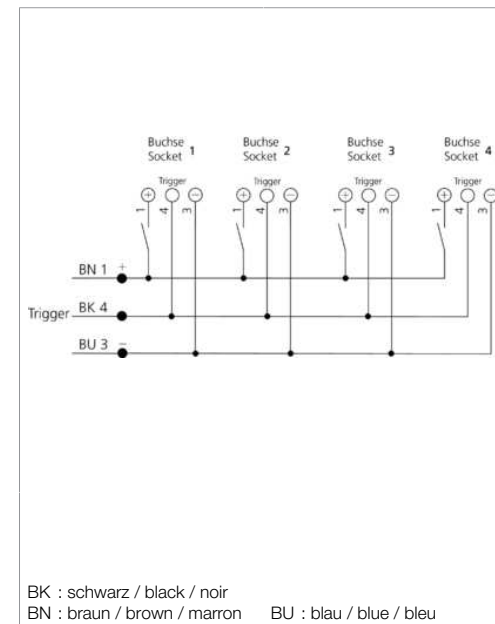 Buchse Socket 1 Buchse Socket 2 Buchse Socket 3 Buchse Socket 4
Trigger Trigger Trigger Trigger
+ − + − + − + −
1 4 3 1 4 3 1 4 3 1 4 3
BN 1 +
Trigger BK 4
BU 3 −
BK : schwarz / black / noir
BN : braun / brown / marron BU : blau / blue / bleu